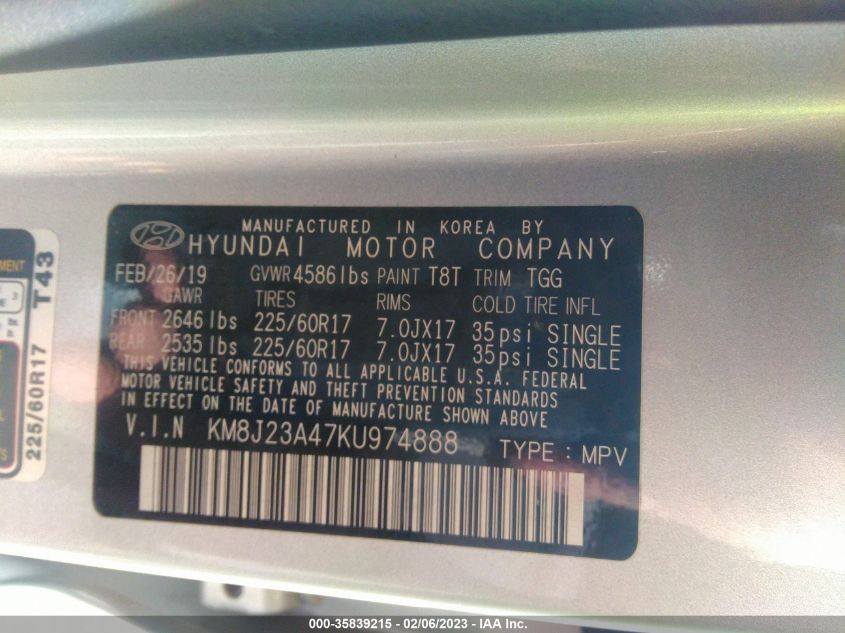 MANUFACTURED IN KOREA BY
HYUNDAI MOTOR COMPANY
FEB/26/19 GVWR 4586 lbs PAINT T8T TRIM TGG
GAWR TIRES RIMS COLD TIRE INFL
FRONT 2646 lbs 225/60R17 7.0JX17 35psi SINGLE
REAR 2535 lbs 225/60R17 7.0JX17 35psi SINGLE
THIS VEHICLE CONFORMS TO ALL APPLICABLE U.S.A. FEDERAL
MOTOR VEHICLE SAFETY AND THEFT PREVENTION STANDARDS
IN EFFECT ON THE DATE OF MANUFACTURE SHOWN ABOVE
V.I.N KM8J23A47KU974888 TYPE : MPV
225/60R17 T43
3
000-35839215 - 02/06/2023 - IAA Inc.